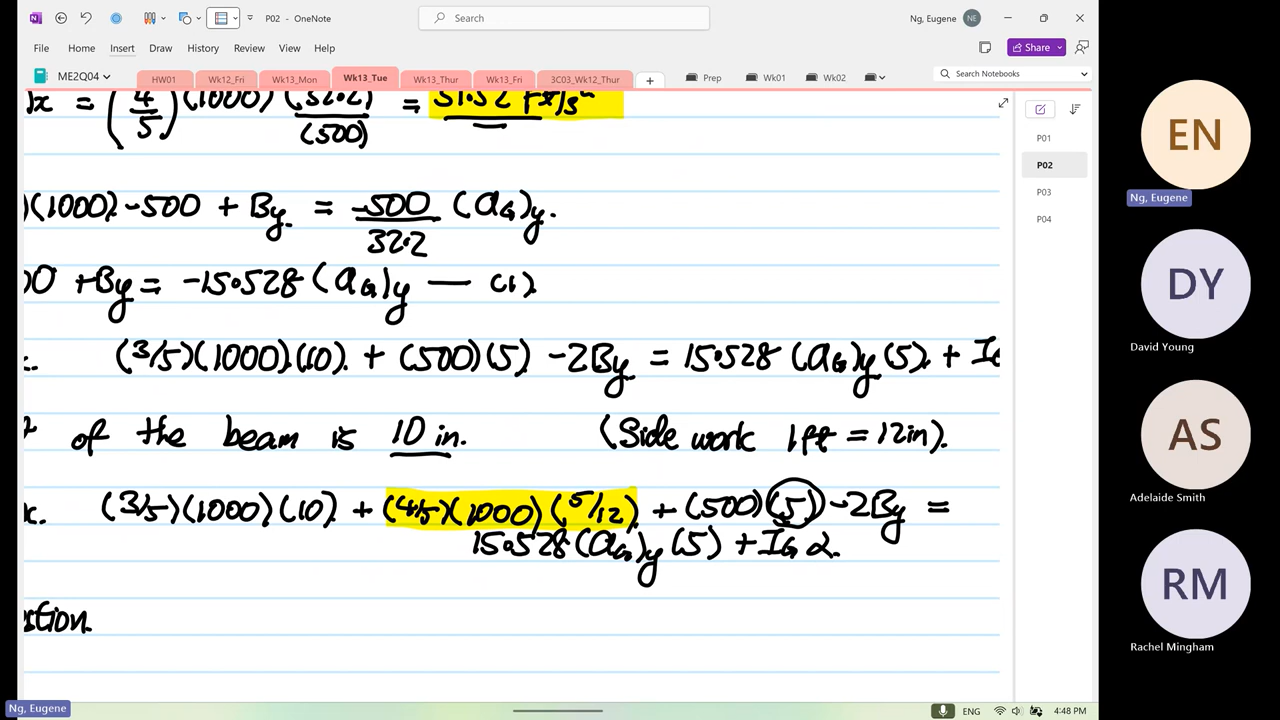 P02 - OneNote
Search
Ng, Eugene
NE
File Home Insert Draw History Review View Help
Share
ME2Q04
HW01
Wk12_Fri
Wk13_Mon
Wk13_Tue
Wk13_Thur
Wk13_Fri
3C03_Wk12_Thur
+
Prep
Wk01
Wk02
Search Notebooks
P01
P02
P03
P04
x = (4/5)(1000)(32.2)/(500) = 51.52 ft/s²
)(1000) -500 + By = -500/32.2 (aG)y.
00 + By = -15.528 (aG)y — (1)
(3/5)(1000)(10) + (500)(5) -2By = 15.528 (aG)y (5) + IG
of the beam is 10 in. (Side work 1ft = 12in).
(3/5)(1000)(10) + (4/5)(1000)(5/12) + (500)(5) -2By =
15.528(aG)y (5) + IG α.
stion.
EN
Ng, Eugene
DY
David Young
AS
Adelaide Smith
RM
Rachel Mingham
Ng, Eugene
ENG
4:48 PM